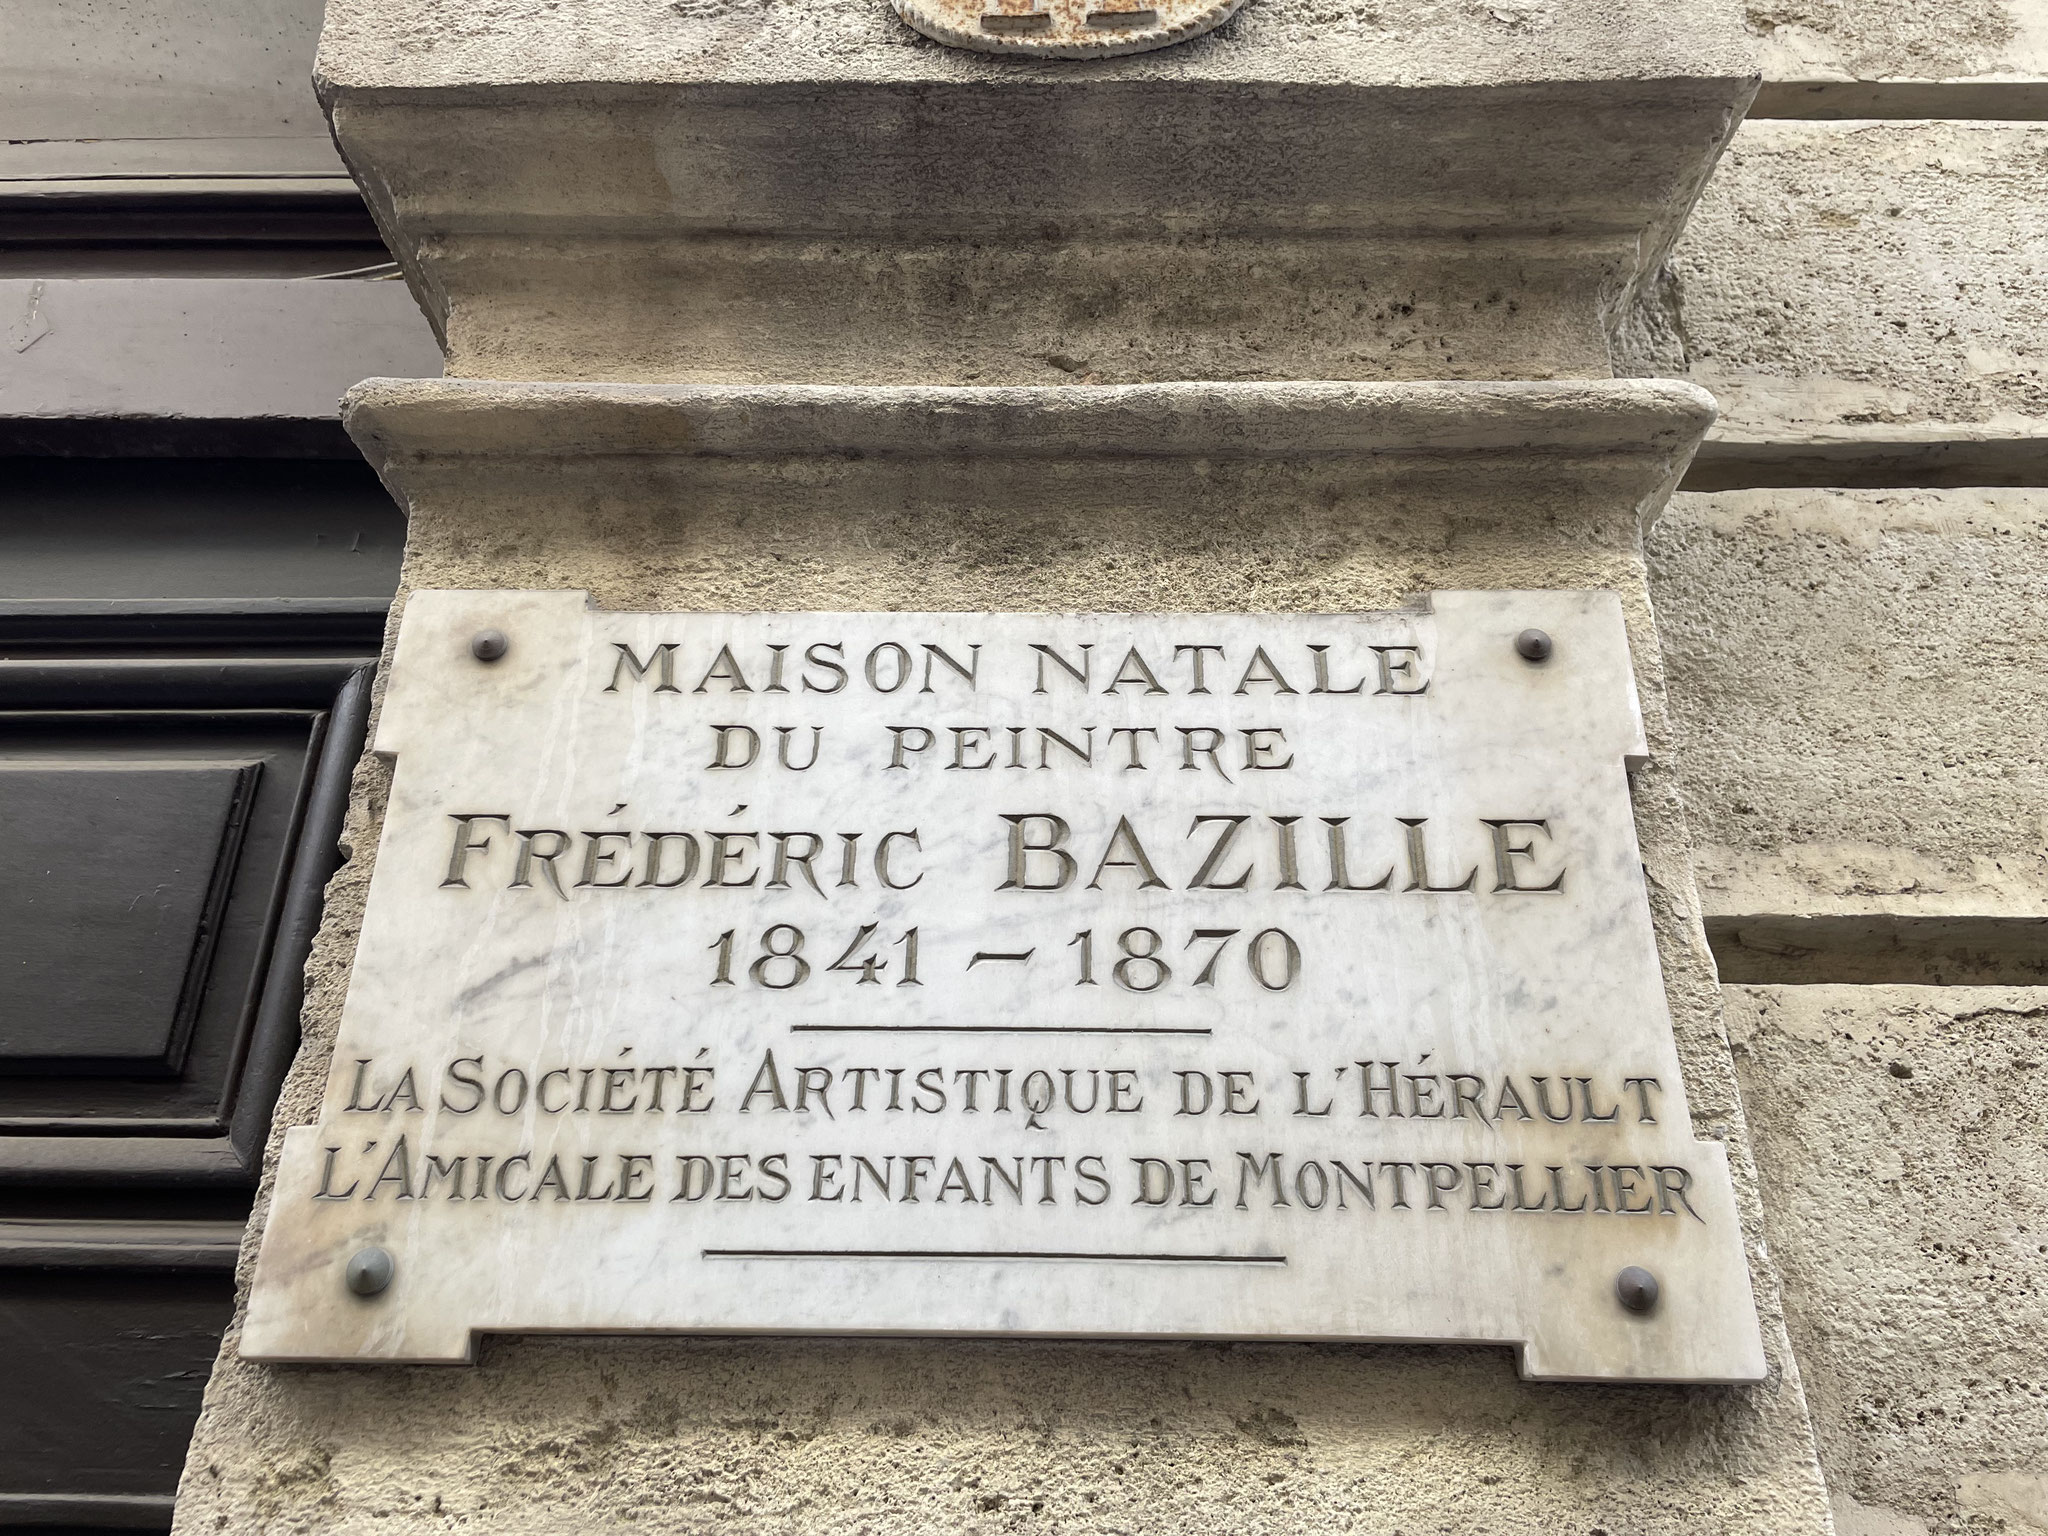 MAISON NATALE
DU PEINTRE
FRÉDÉRIC BAZILLE
1841 – 1870
LA SOCIÉTÉ ARTISTIQUE DE L'HÉRAULT
L'AMICALE DES ENFANTS DE MONTPELLIER